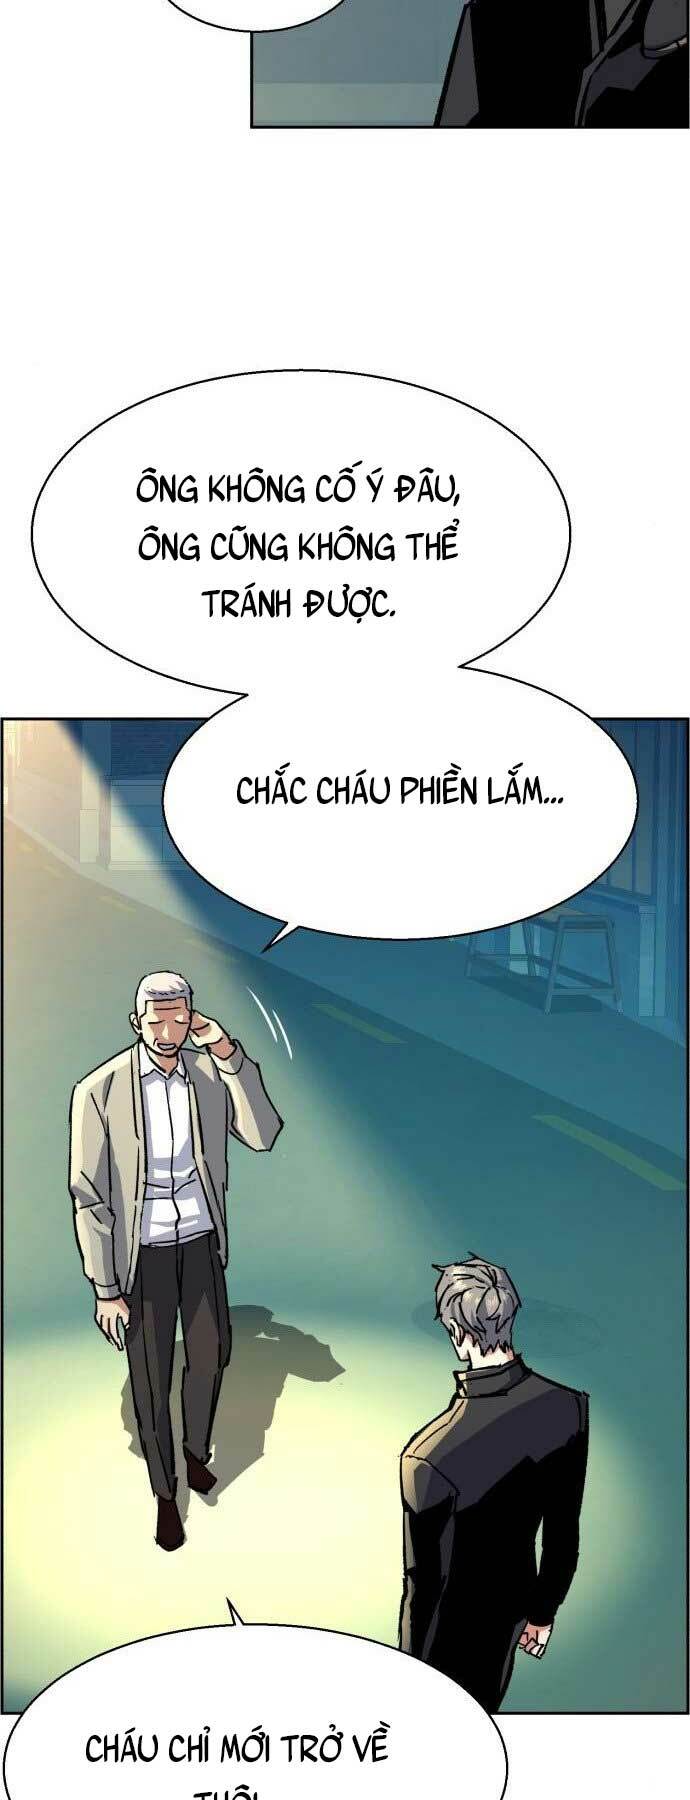 ÔNG KHÔNG CỐ Ý ĐÂU,
ÔNG CŨNG KHÔNG THỂ
TRÁNH ĐƯỢC.
CHẮC CHÁU PHIỀN LẮM...
CHÁU CHỈ MỚI TRỞ VỀ
THÔI